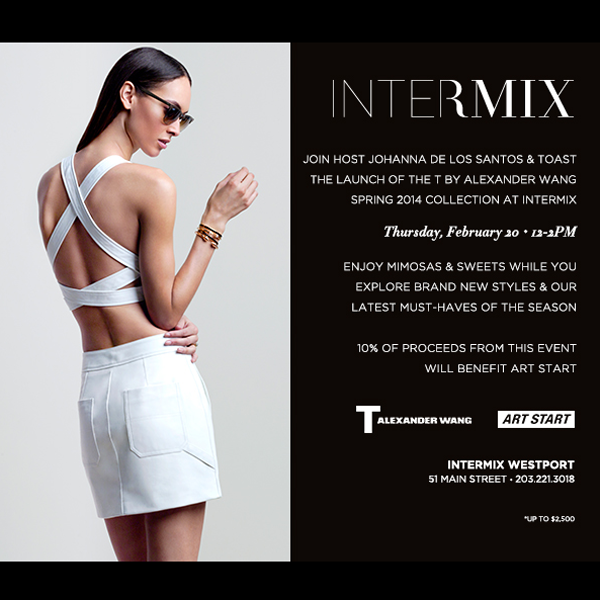 INTERMIX
JOIN HOST JOHANNA DE LOS SANTOS & TOAST
THE LAUNCH OF THE T BY ALEXANDER WANG
SPRING 2014 COLLECTION AT INTERMIX
Thursday, February 20 • 12-2PM
ENJOY MIMOSAS & SWEETS WHILE YOU
EXPLORE BRAND NEW STYLES & OUR
LATEST MUST-HAVES OF THE SEASON
10% OF PROCEEDS FROM THIS EVENT
WILL BENEFIT ART START
T ALEXANDER WANG
ART START
INTERMIX WESTPORT
51 MAIN STREET • 203.221.3018
*UP TO $2,500